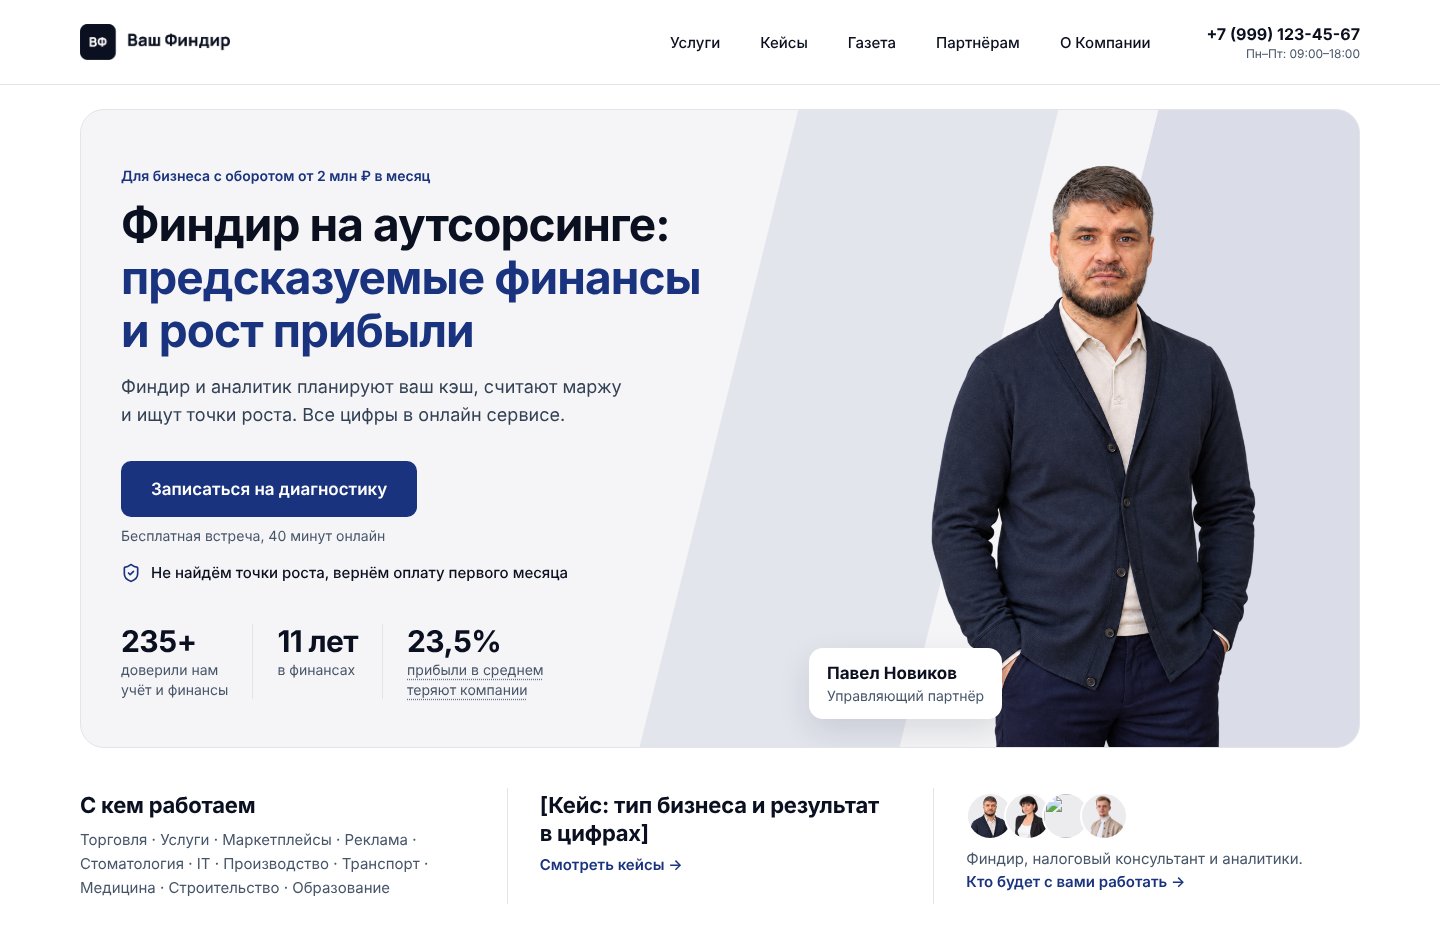 ВФ
Ваш Финдир
Услуги
Кейсы
Газета
Партнёрам
О Компании
+7 (999) 123-45-67
Пн–Пт: 09:00–18:00
Для бизнеса с оборотом от 2 млн ₽ в месяц
Финдир на аутсорсинге:
предсказуемые финансы
и рост прибыли
Финдир и аналитик планируют ваш кэш, считают маржу
и ищут точки роста. Все цифры в онлайн сервисе.
Записаться на диагностику
Бесплатная встреча, 40 минут онлайн
Не найдём точки роста, вернём оплату первого месяца
235+
доверили нам
учёт и финансы
11 лет
в финансах
23,5%
прибыли в среднем
теряют компании
Павел Новиков
Управляющий партнёр
С кем работаем
Торговля · Услуги · Маркетплейсы · Реклама ·
Стоматология · IT · Производство · Транспорт ·
Медицина · Строительство · Образование
[Кейс: тип бизнеса и результат
в цифрах]
Смотреть кейсы →
Финдир, налоговый консультант и аналитики.
Кто будет с вами работать →